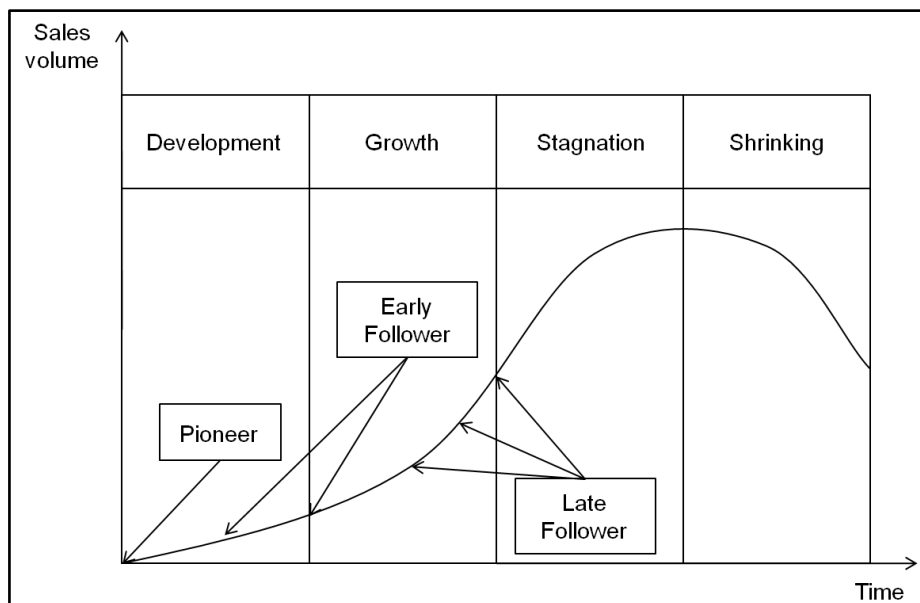 Sales
volume
Development
Growth
Stagnation
Shrinking
Early
Follower
Pioneer
Late
Follower
Time